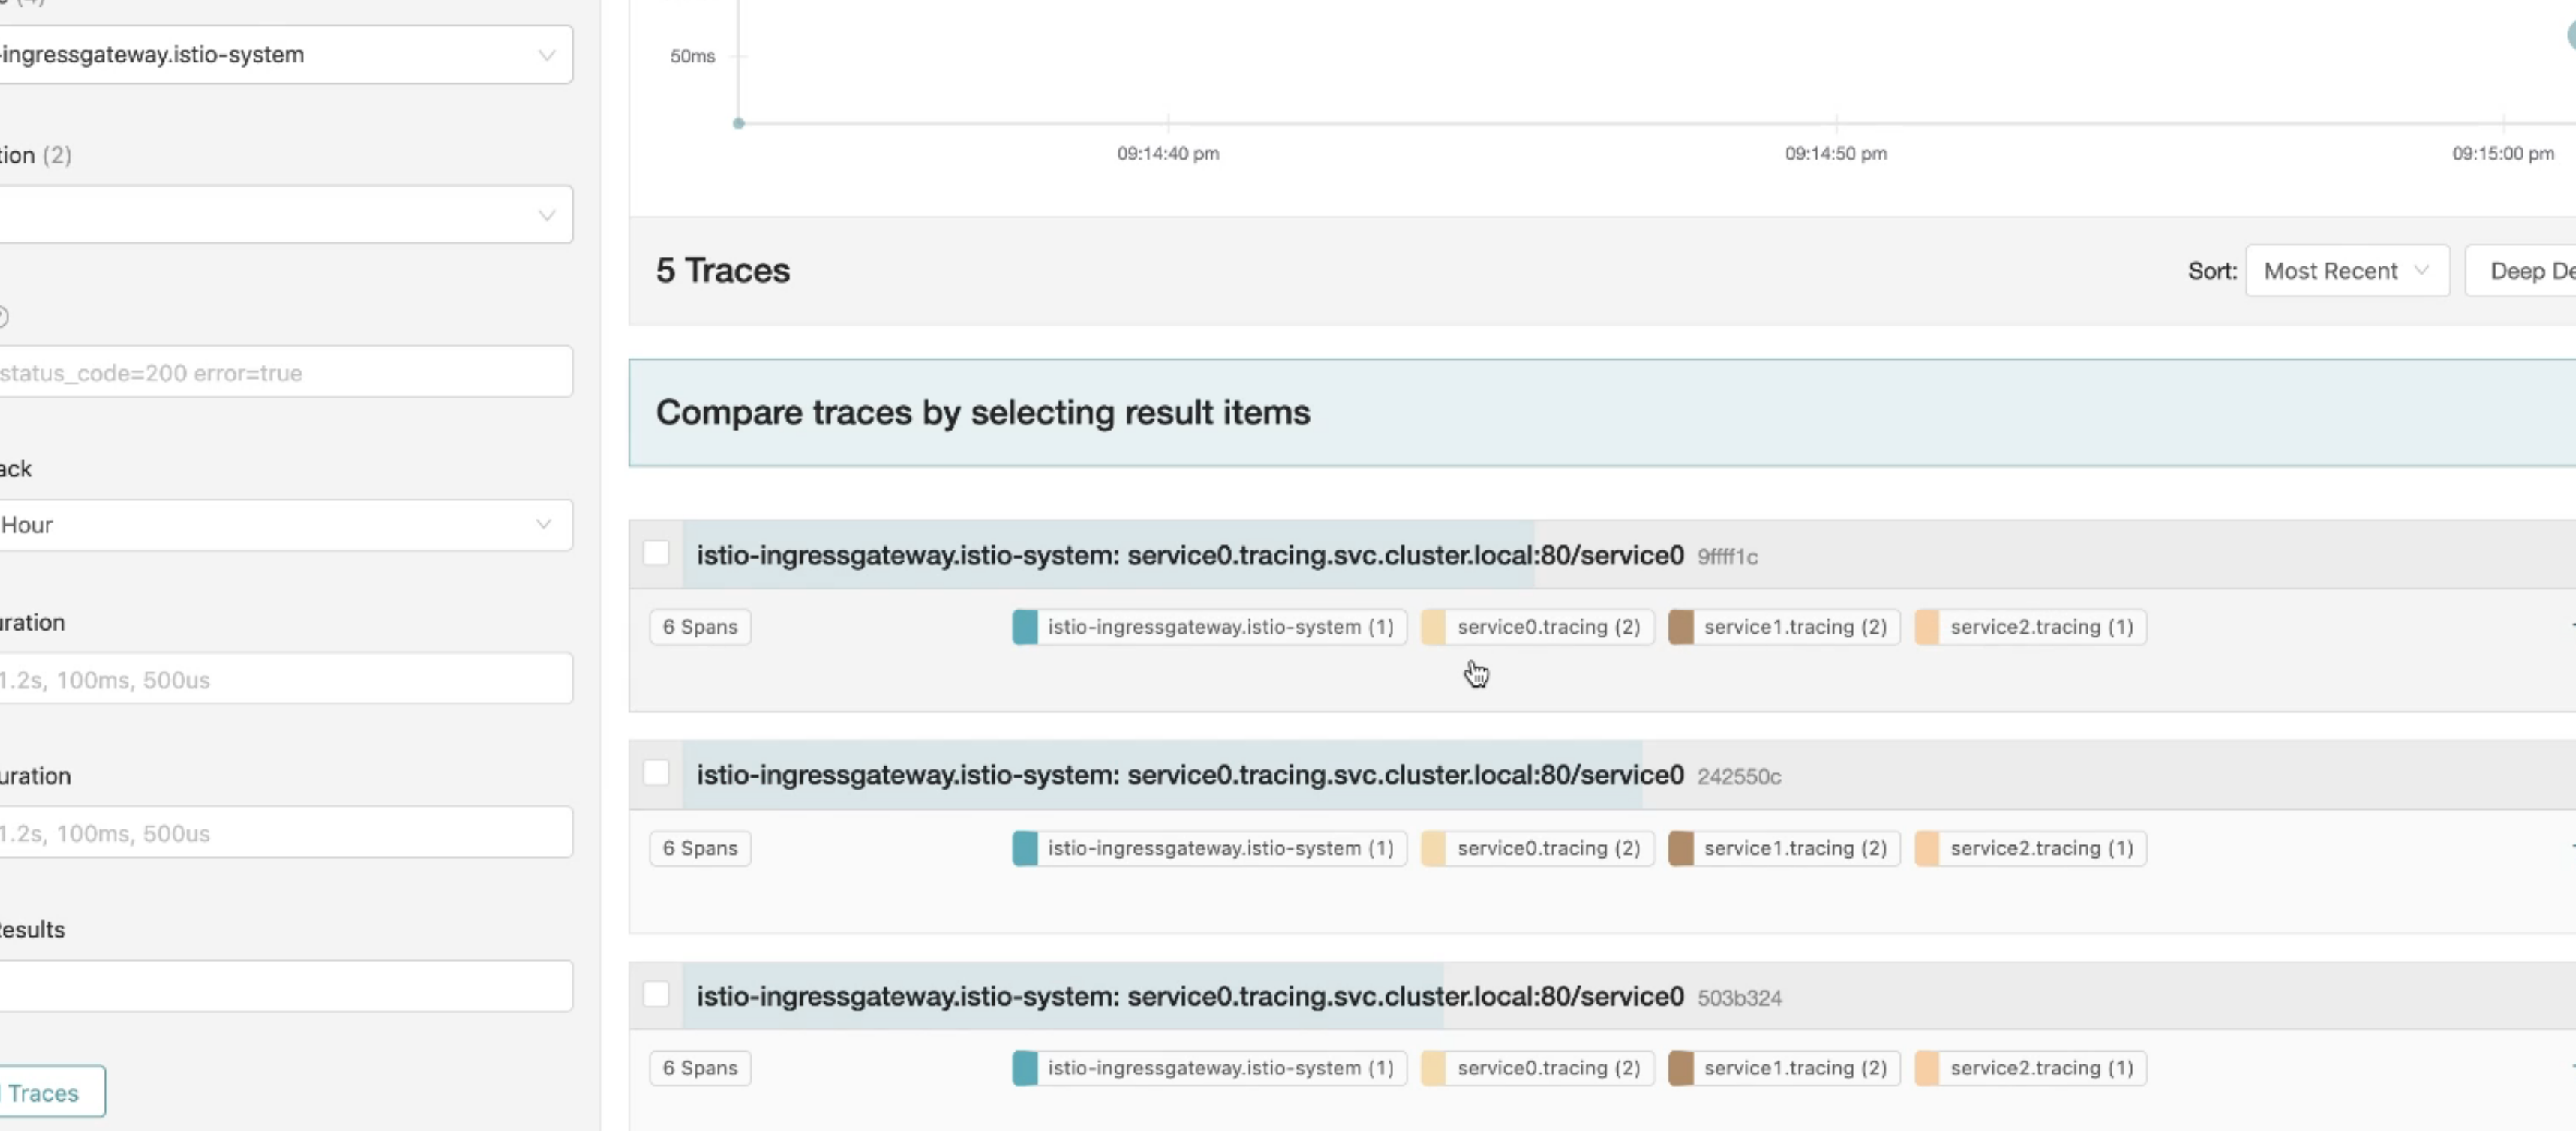 -ingressgateway.istio-system
tion (2)
status_code=200 error=true
ack
Hour
uration
1.2s, 100ms, 500us
uration
1.2s, 100ms, 500us
Results
Traces
50ms
09:14:40 pm
09:14:50 pm
09:15:00 pm
5 Traces
Sort: Most Recent Deep De
Compare traces by selecting result items
istio-ingressgateway.istio-system: service0.tracing.svc.cluster.local:80/service0 9ffff1c
6 Spans istio-ingressgateway.istio-system (1) service0.tracing (2) service1.tracing (2) service2.tracing (1)
istio-ingressgateway.istio-system: service0.tracing.svc.cluster.local:80/service0 242550c
6 Spans istio-ingressgateway.istio-system (1) service0.tracing (2) service1.tracing (2) service2.tracing (1)
istio-ingressgateway.istio-system: service0.tracing.svc.cluster.local:80/service0 503b324
6 Spans istio-ingressgateway.istio-system (1) service0.tracing (2) service1.tracing (2) service2.tracing (1)